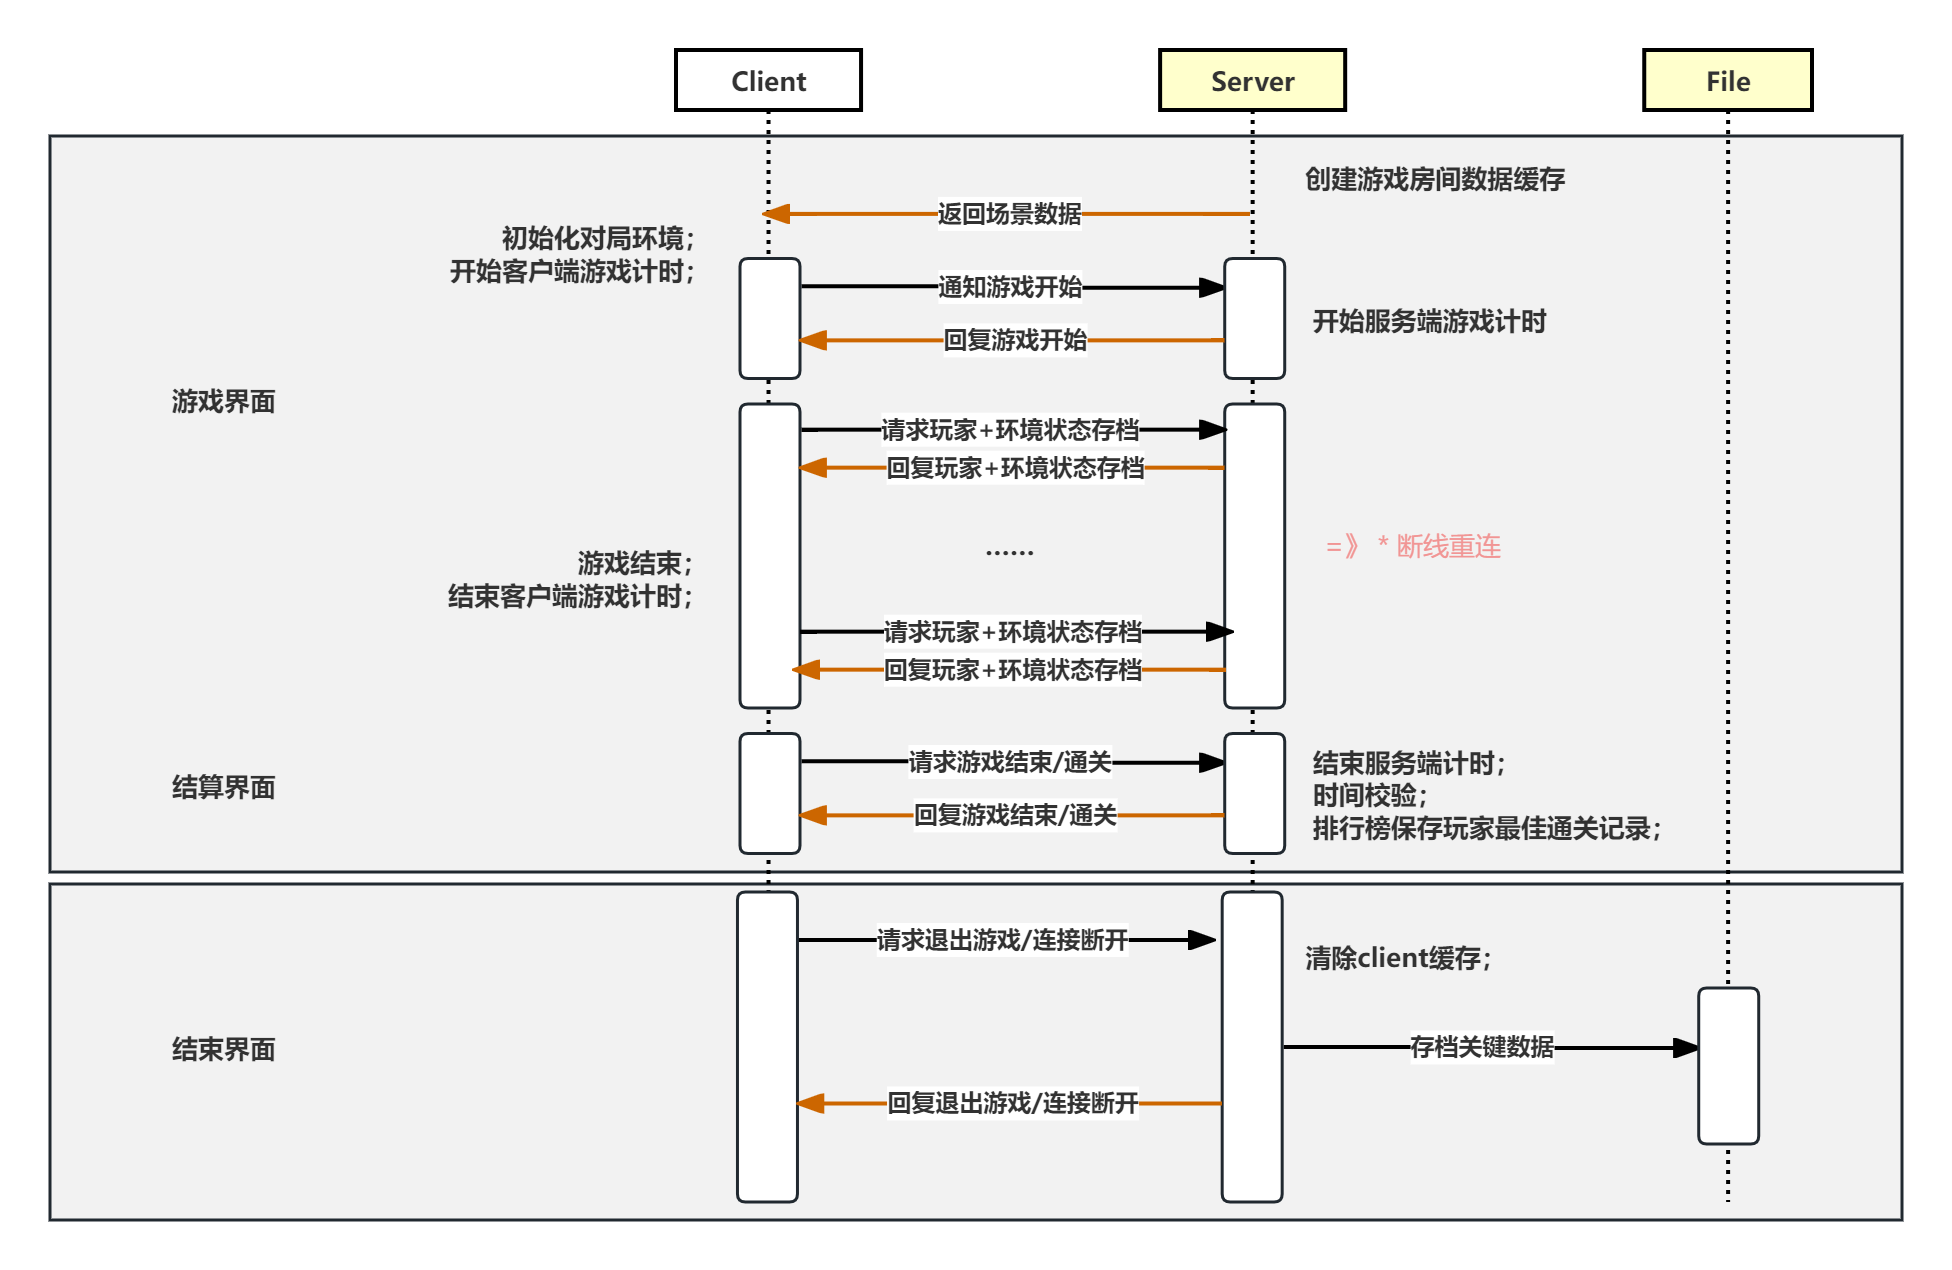 Client
Server
File
创建游戏房间数据缓存
返回场景数据
初始化对局环境；
开始客户端游戏计时；
通知游戏开始
开始服务端游戏计时
回复游戏开始
游戏界面
请求玩家+环境状态存档
回复玩家+环境状态存档
......
=》 * 断线重连
游戏结束；
结束客户端游戏计时；
请求玩家+环境状态存档
回复玩家+环境状态存档
请求游戏结束/通关
结算界面
回复游戏结束/通关
结束服务端计时；
时间校验；
排行榜保存玩家最佳通关记录；
请求退出游戏/连接断开
清除client缓存；
结束界面
存档关键数据
回复退出游戏/连接断开